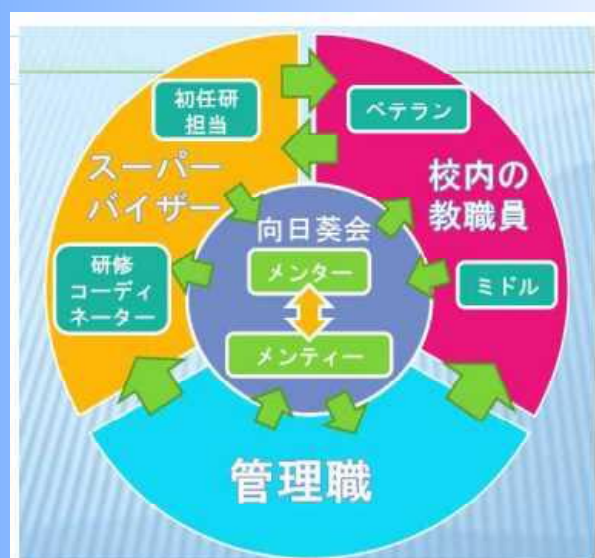 初任研
担当
スーパー
バイザー
研修
コーディ
ネーター
ベテラン
校内の
教職員
ミドル
向日葵会
メンター
メンティー
管理職